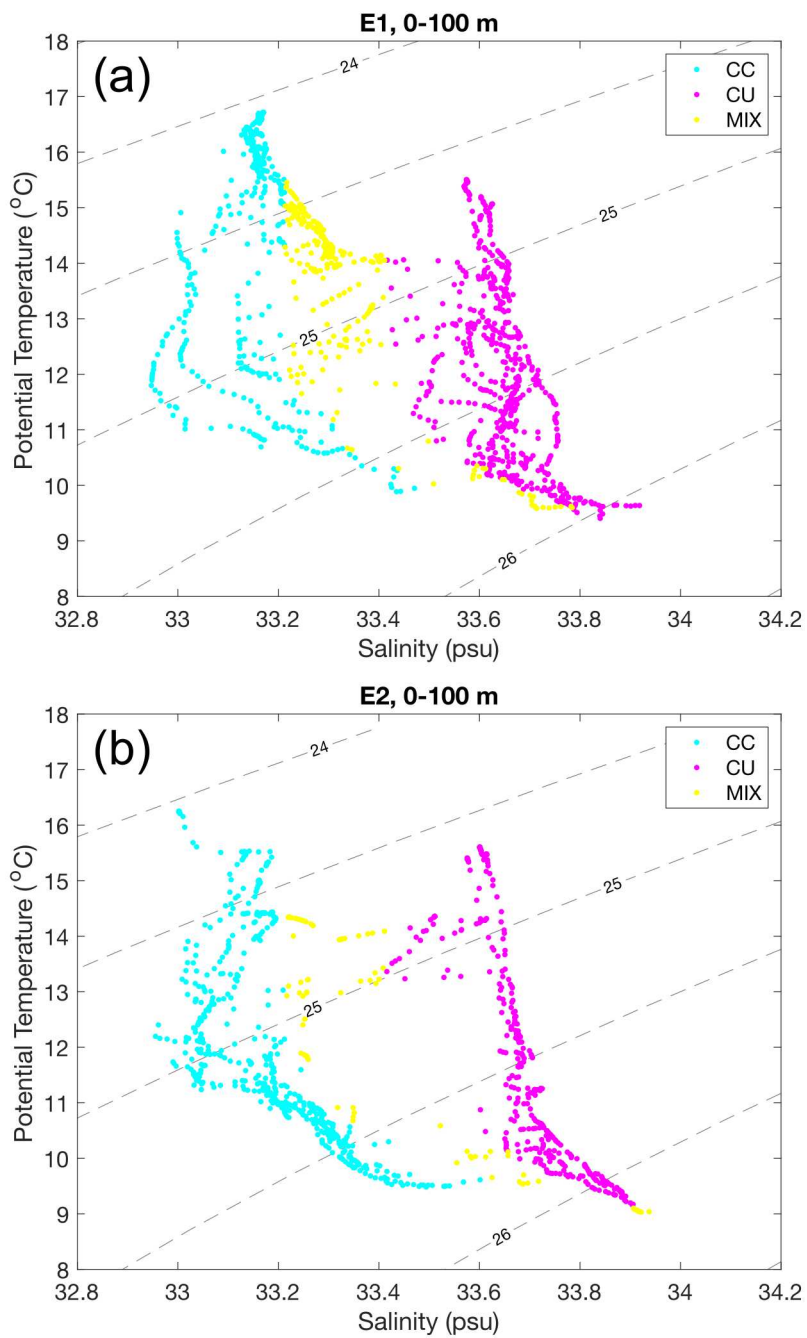 E1, 0-100 m
(a)
CC
CU
MIX
24
25
25
26
18
17
16
15
14
13
12
11
10
9
8
Potential Temperature (°C)
32.8 33 33.2 33.4 33.6 33.8 34 34.2
Salinity (psu)
E2, 0-100 m
(b)
CC
CU
MIX
24
25
25
26
18
17
16
15
14
13
12
11
10
9
8
Potential Temperature (°C)
32.8 33 33.2 33.4 33.6 33.8 34 34.2
Salinity (psu)